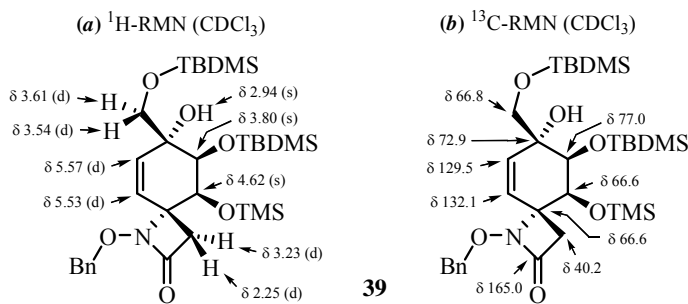 (a) ¹H-RMN (CDCl₃)
O
TBDMS
δ 3.61 (d)
H
OH
δ 2.94 (s)
δ 3.54 (d)
H
δ 3.80 (s)
OTBDMS
δ 5.57 (d)
δ 4.62 (s)
δ 5.53 (d)
OTMS
O
N
H
δ 3.23 (d)
Bn
H
O
δ 2.25 (d)
39
(b) ¹³C-RMN (CDCl₃)
O
TBDMS
δ 66.8
OH
δ 77.0
δ 72.9
OTBDMS
δ 129.5
δ 66.6
δ 132.1
OTMS
O
N
δ 66.6
Bn
δ 40.2
δ 165.0
O